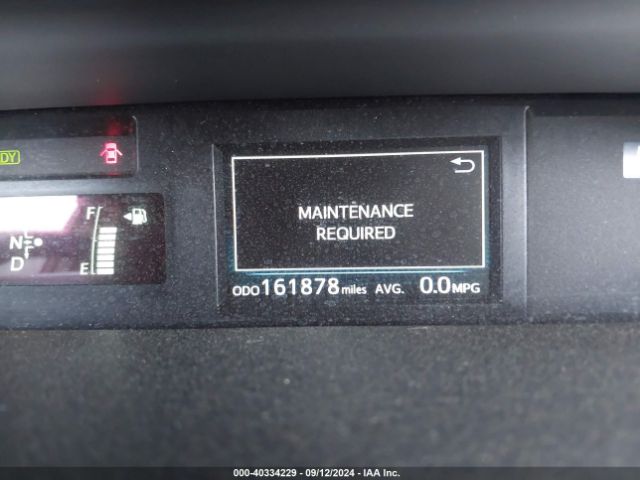 DY
F
N
D
E
MAINTENANCE
REQUIRED
ODO 161878 miles AVG. 0.0 MPG
000-40334229 - 09/12/2024 - IAA Inc.